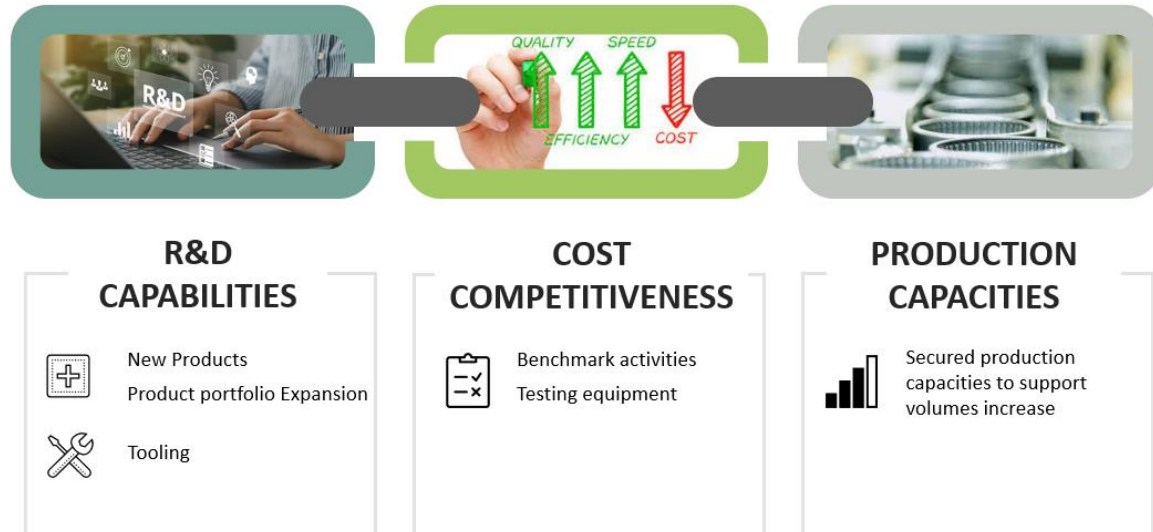 R&D
QUALITY SPEED
EFFICIENCY COST
R&D
CAPABILITIES
New Products
Product portfolio Expansion
Tooling
COST
COMPETITIVENESS
Benchmark activities
Testing equipment
PRODUCTION
CAPACITIES
Secured production
capacities to support
volumes increase